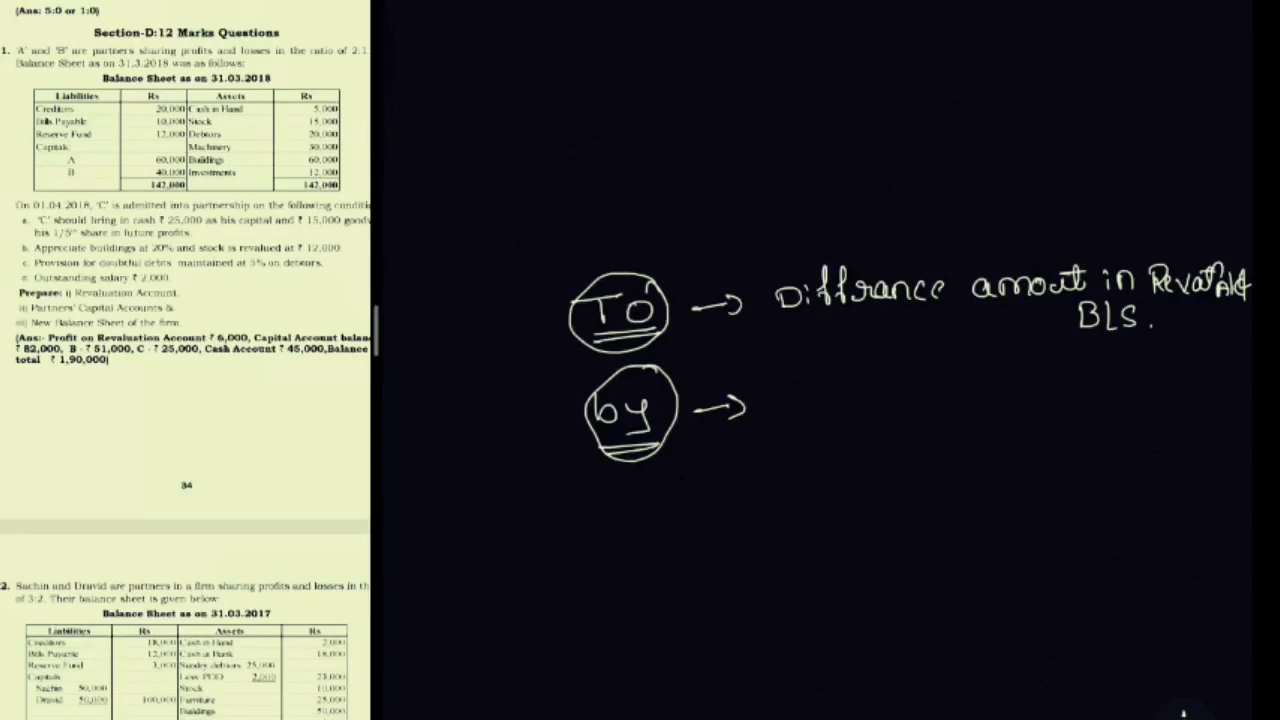 (Ans: 5:0 or 1:0)
Section-D:12 Marks Questions
1. 'A' and 'B' are partners sharing profits and losses in the ratio of 2:1.
Balance Sheet as on 31.3.2018 was as follows:
Balance Sheet as on 31.03.2018
Liabilities Rs Assets Rs
Creditors 20,000 Cash in Hand 5,000
Bills Payable 10,000 Stock 15,000
Reserve Fund 12,000 Debtors 20,000
Capitals: Machinery 30,000
A 60,000 Buildings 60,000
B 40,000 Investments 12,000
142,000 142,000
On 01.04.2018, 'C' is admitted into partnership on the following conditi
a. 'C' should bring in cash ₹ 25,000 as his capital and ₹ 15,000 goodw
his 1/5th share in future profits.
b. Appreciate buildings at 20% and stock is revalued at ₹ 12,000.
c. Provision for doubtful debts maintained at 5% on debtors.
Outstanding salary ₹ 2,000.
Prepare: i) Revaluation Account.
ii) Partners' Capital Accounts &
iii) New Balance Sheet of the firm.
(Ans:- Profit on Revaluation Account ₹ 6,000, Capital Account balan
₹ 82,000, B - ₹ 51,000, C - ₹ 25,000, Cash Account ₹ 45,000,Balance
total ₹ 1,90,000)
34
2. Sachin and Dravid are partners in a firm sharing profits and losses in th
of 3:2. Their balance sheet is given below:
Balance Sheet as on 31.03.2017
Liabilities Rs Assets Rs
Creditors 18,000 Cash in Hand 2,000
Bills Payable 12,000 Cash at Bank 18,000
Reserve Fund 3,000 Sundry debtors 25,000
Capitals Less PDD 2,000 23,000
Sachin 50,000 Stock 10,000
Dravid 50,000 100,000 Furniture 25,000
Buildings 50,000
TO → Diffrance amout in
BLS.
by →